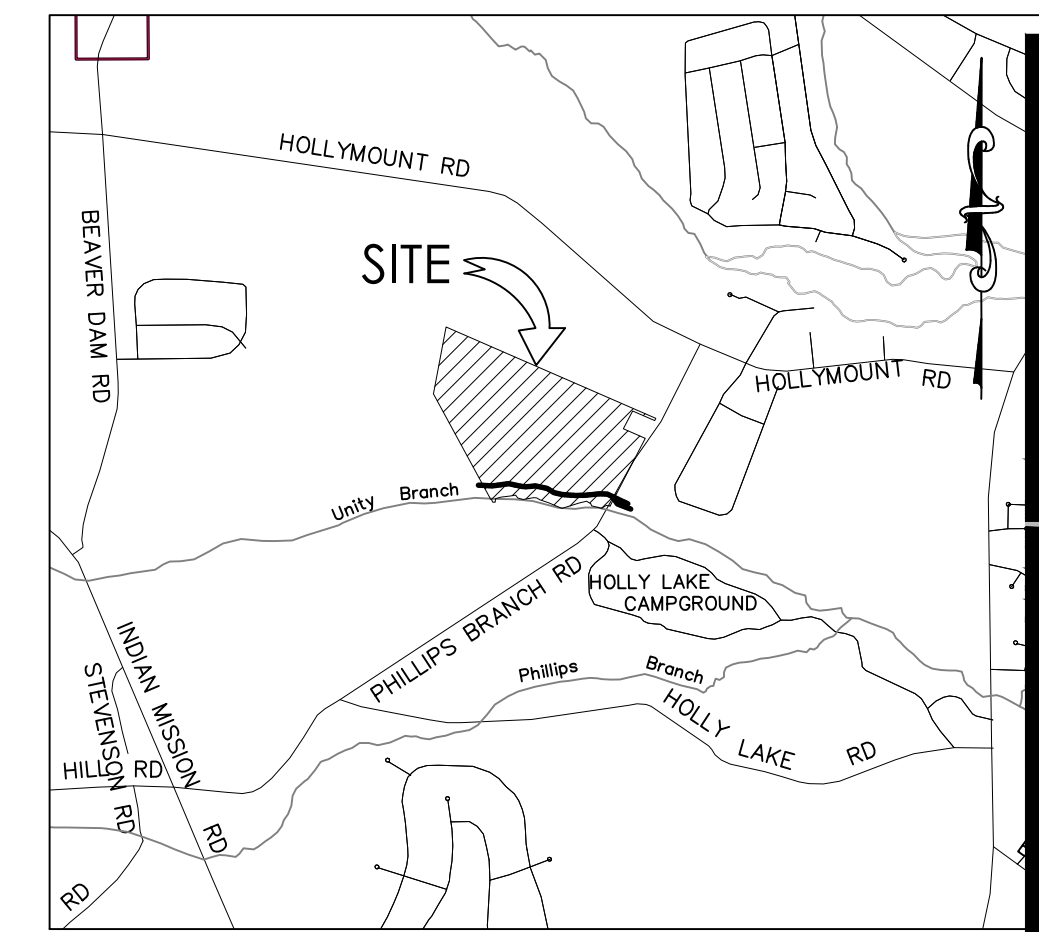 HOLLYMOUNT RD
BEAVER DAM RD
SITE
HOLLYMOUNT RD
Unity Branch
HOLLY LAKE
CAMPGROUND
PHILLIPS BRANCH RD
INDIAN MISSION RD
STEVENSON RD
Phillips Branch
HOLLY LAKE RD
HILL RD
RD